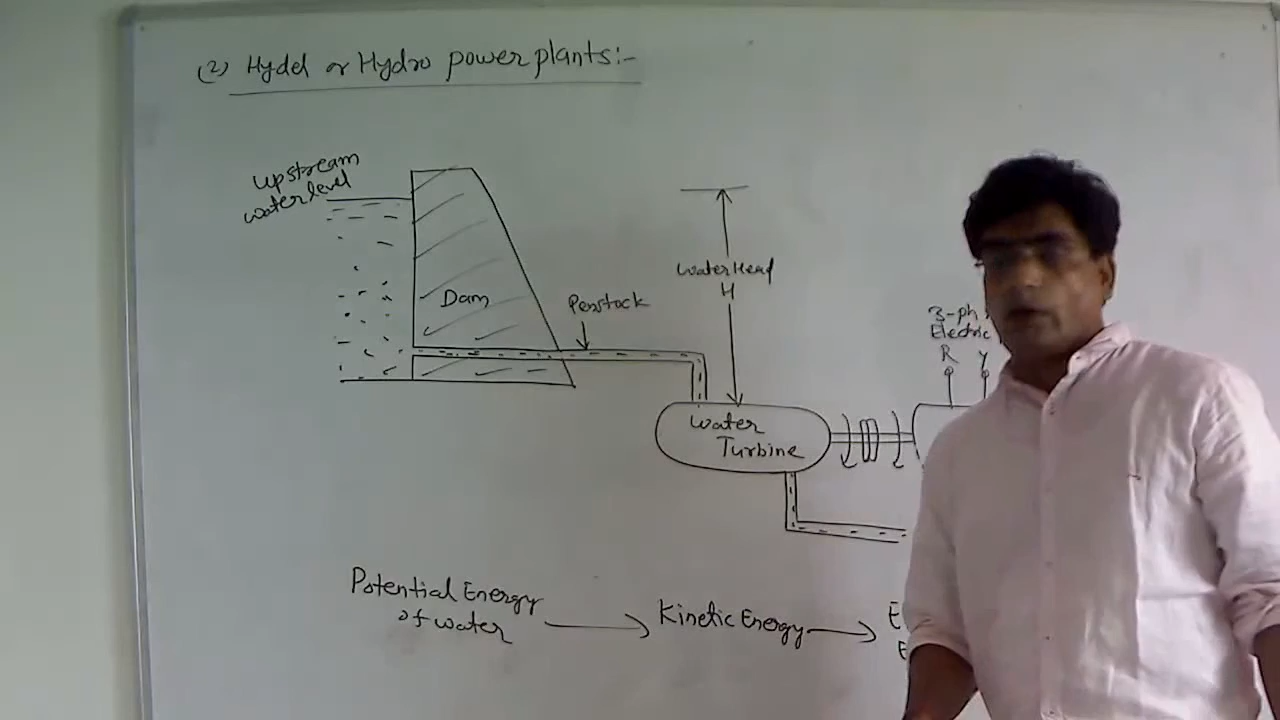 (2) Hydel or Hydro power plants:-
Upstream
water level
Dam
Penstock
Water Head
H
3-ph
Electric
R Y
Water
Turbine
Potential Energy
of water
Kinetic Energy
E
E